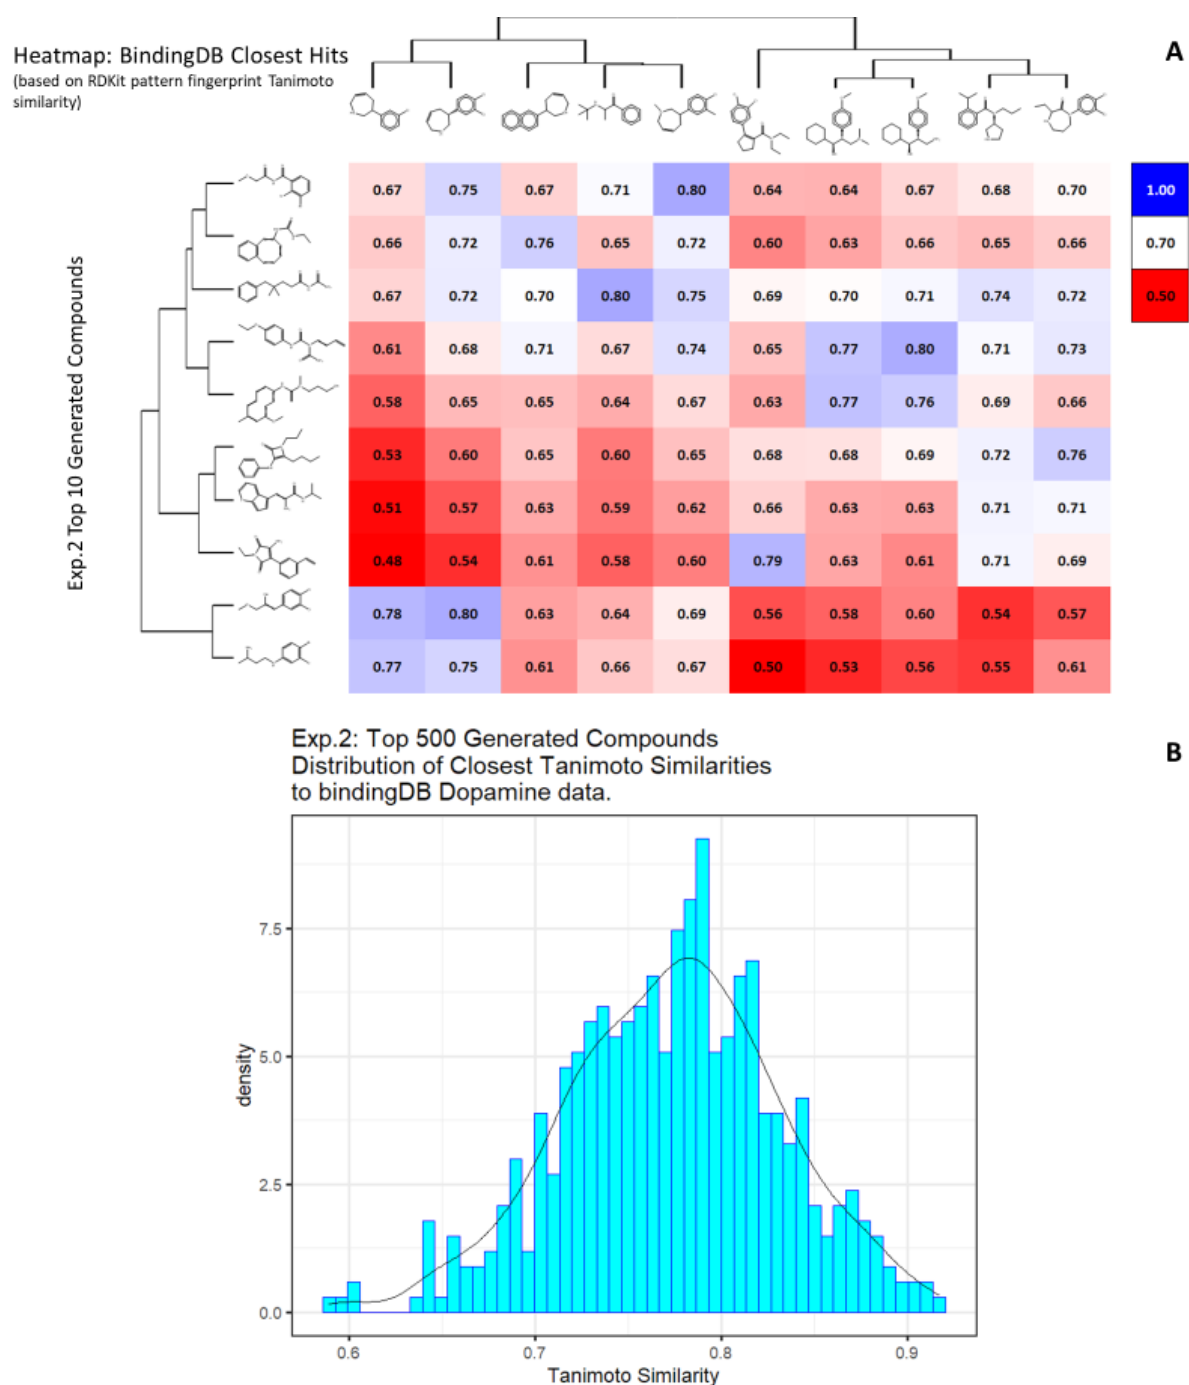 Heatmap: BindingDB Closest Hits
(based on RDKit pattern fingerprint Tanimoto
similarity)
A
Exp.2 Top 10 Generated Compounds
0.67 0.75 0.67 0.71 0.80 0.64 0.64 0.67 0.68 0.70
0.66 0.72 0.76 0.65 0.72 0.60 0.63 0.66 0.65 0.66
0.67 0.72 0.70 0.80 0.75 0.69 0.70 0.71 0.74 0.72
0.61 0.68 0.71 0.67 0.74 0.65 0.77 0.80 0.71 0.73
0.58 0.65 0.65 0.64 0.67 0.63 0.77 0.76 0.69 0.66
0.53 0.60 0.65 0.60 0.65 0.68 0.68 0.69 0.72 0.76
0.51 0.57 0.63 0.59 0.62 0.66 0.63 0.63 0.71 0.71
0.48 0.54 0.61 0.58 0.60 0.79 0.63 0.61 0.71 0.69
0.78 0.80 0.63 0.64 0.69 0.56 0.58 0.60 0.54 0.57
0.77 0.75 0.61 0.66 0.67 0.50 0.53 0.56 0.55 0.61
1.00
0.70
0.50
B
Exp.2: Top 500 Generated Compounds
Distribution of Closest Tanimoto Similarities
to bindingDB Dopamine data.
density
7.5
5.0
2.5
0.0
0.6 0.7 0.8 0.9
Tanimoto Similarity